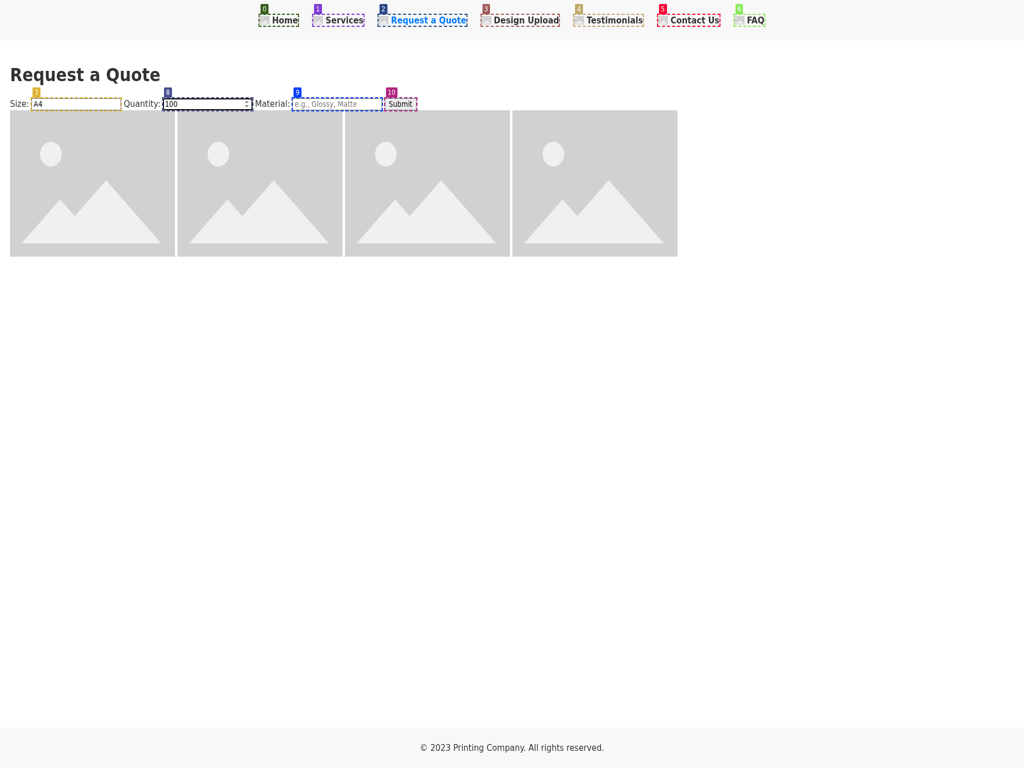 0 1 2 3 4 5 6
Home Services Request a Quote Design Upload Testimonials Contact Us FAQ
Request a Quote
7 8 9 10
Size: A4 Quantity: 100 Material: e.g., Glossy, Matte Submit
© 2023 Printing Company. All rights reserved.